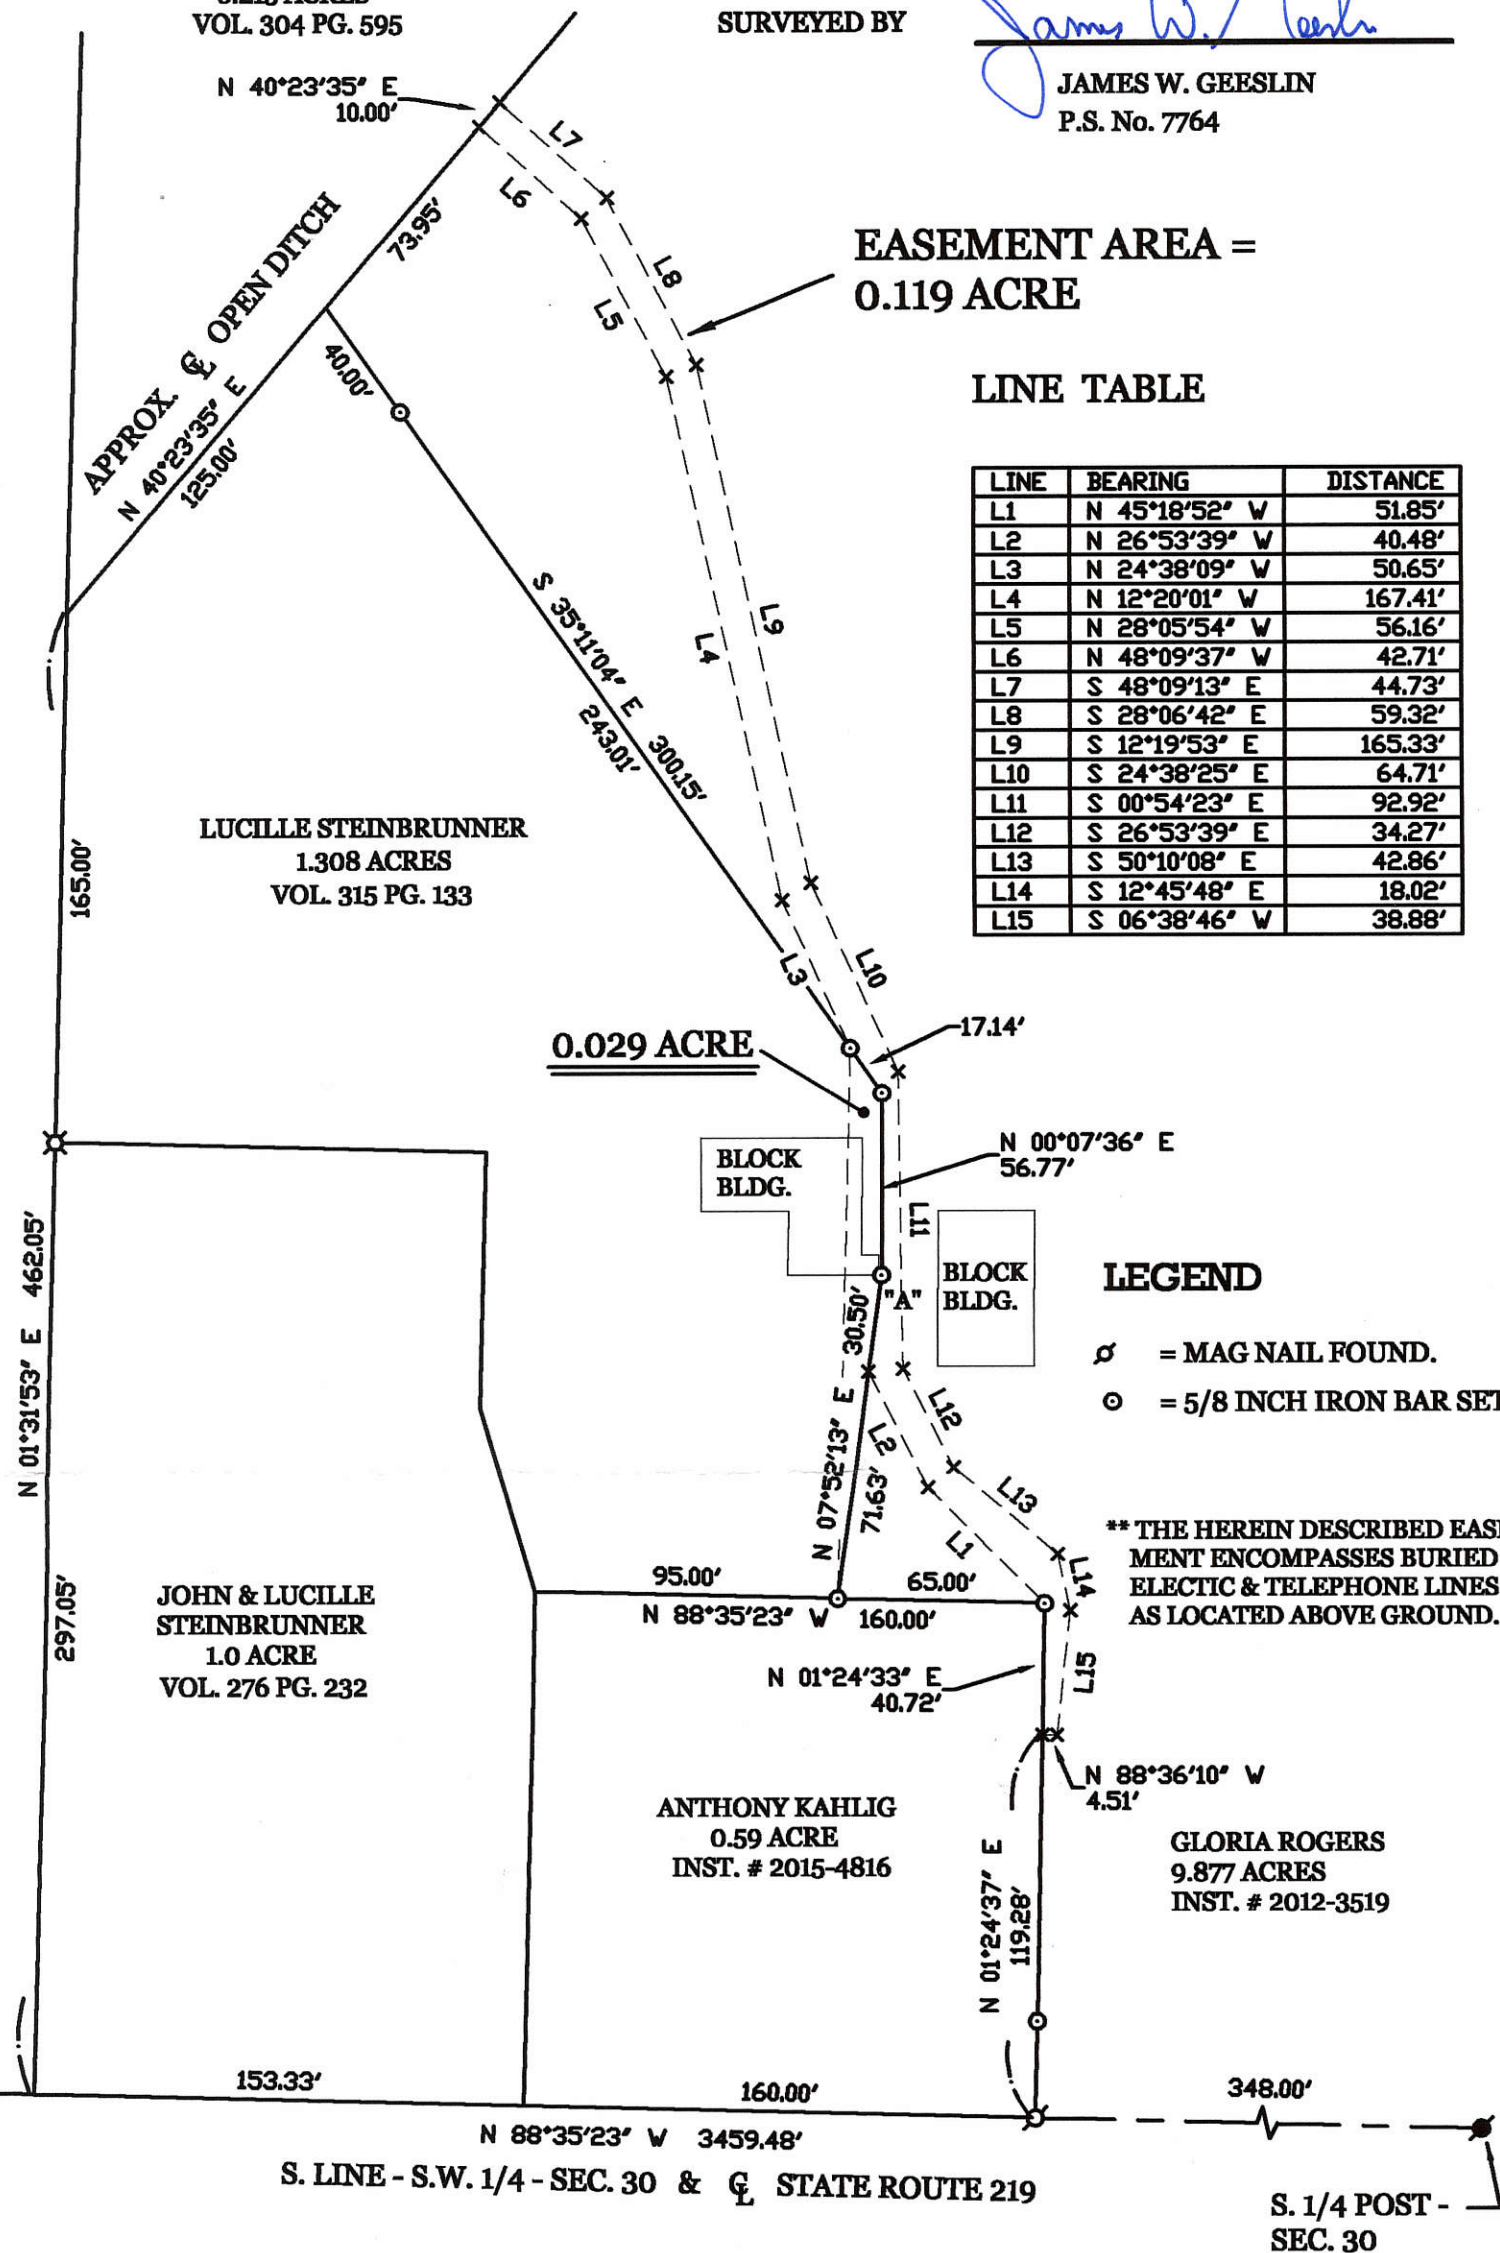 VOL. 304 PG. 595
SURVEYED BY
JAMES W. GEESLIN
P.S. No. 7764
N 40°23'35" E
10.00'
L7
L6
73.95'
APPROX. ℄ OPEN DITCH
N 40°23'35" E
125.00'
40.00'
L8
L5
EASEMENT AREA =
0.119 ACRE
LINE TABLE
LINE BEARING DISTANCE
L1 N 45°18'52" W 51.85'
L2 N 26°53'39" W 40.48'
L3 N 24°38'09" W 50.65'
L4 N 12°20'01" W 167.41'
L5 N 28°05'54" W 56.16'
L6 N 48°09'37" W 42.71'
L7 S 48°09'13" E 44.73'
L8 S 28°06'42" E 59.32'
L9 S 12°19'53" E 165.33'
L10 S 24°38'25" E 64.71'
L11 S 00°54'23" E 92.92'
L12 S 26°53'39" E 34.27'
L13 S 50°10'08" E 42.86'
L14 S 12°45'48" E 18.02'
L15 S 06°38'46" W 38.88'
S 35°11'04" E 300.15'
243.01'
L4
L9
LUCILLE STEINBRUNNER
1.308 ACRES
VOL. 315 PG. 133
165.00'
L3
L10
17.14'
0.029 ACRE
BLOCK
BLDG.
N 00°07'36" E
56.77'
L11
BLOCK
BLDG.
"A"
LEGEND
= MAG NAIL FOUND.
= 5/8 INCH IRON BAR SET
N 01°31'53" E 462.05'
297.05'
N 07°52'13" E 30.50'
71.63'
L12
L2
L13
L1
L14
L15
** THE HEREIN DESCRIBED EASE
MENT ENCOMPASSES BURIED
ELECTIC & TELEPHONE LINES
AS LOCATED ABOVE GROUND.
95.00'
65.00'
N 88°35'23" W 160.00'
JOHN & LUCILLE
STEINBRUNNER
1.0 ACRE
VOL. 276 PG. 232
N 01°24'33" E
40.72'
N 88°36'10" W
4.51'
ANTHONY KAHLIG
0.59 ACRE
INST. # 2015-4816
GLORIA ROGERS
9.877 ACRES
INST. # 2012-3519
N 01°24'37" E
119.28'
153.33'
160.00'
348.00'
N 88°35'23" W 3459.48'
S. LINE - S.W. 1/4 - SEC. 30 & ℄ STATE ROUTE 219
S. 1/4 POST -
SEC. 30